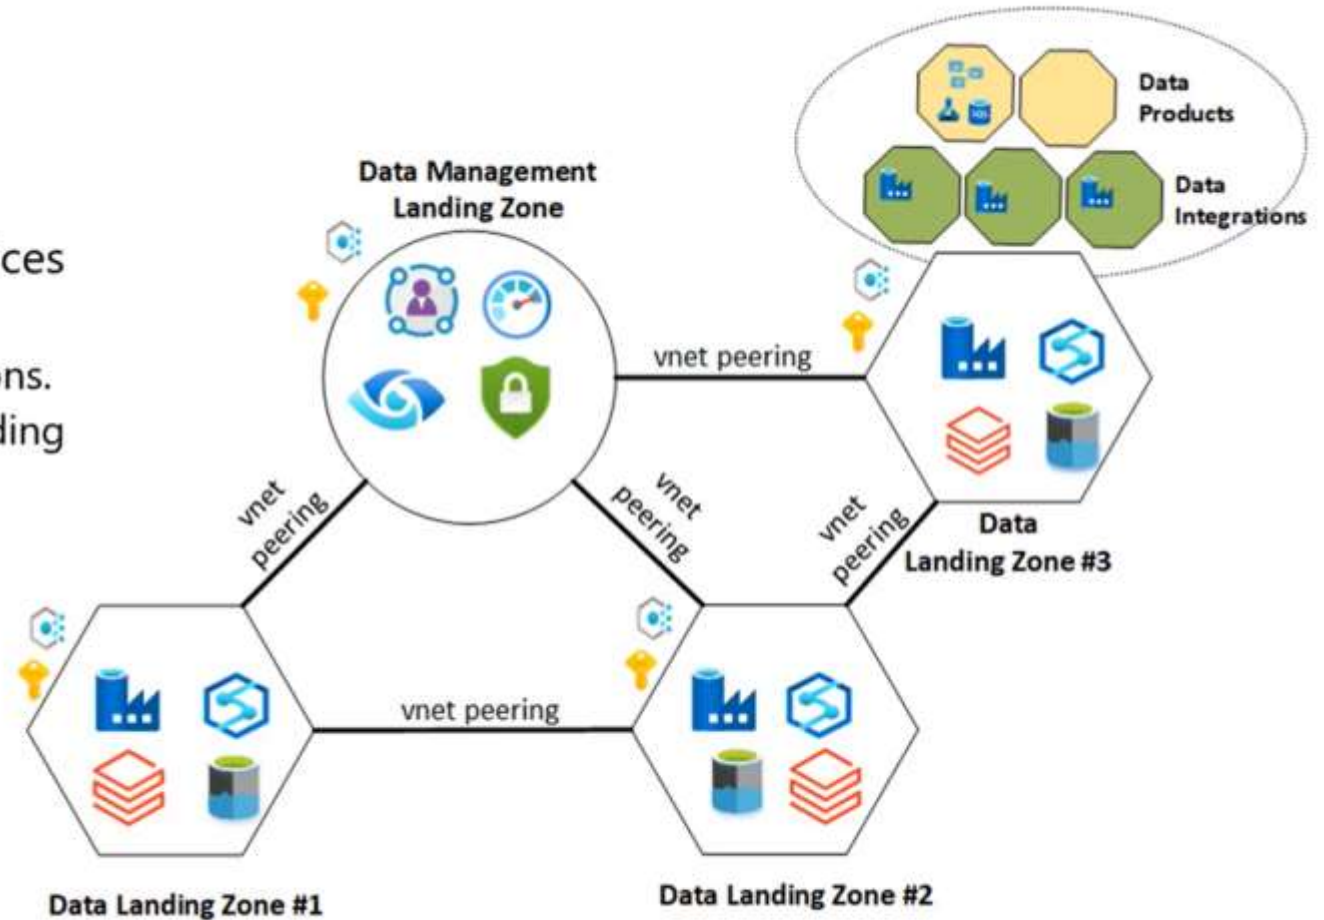 ces
ns.
ding
Data Management
Landing Zone
Data
Products
Data
Integrations
vnet peering
vnet
peering
vnet
peering
vnet
peering
Data
Landing Zone #3
vnet peering
Data Landing Zone #1
Data Landing Zone #2